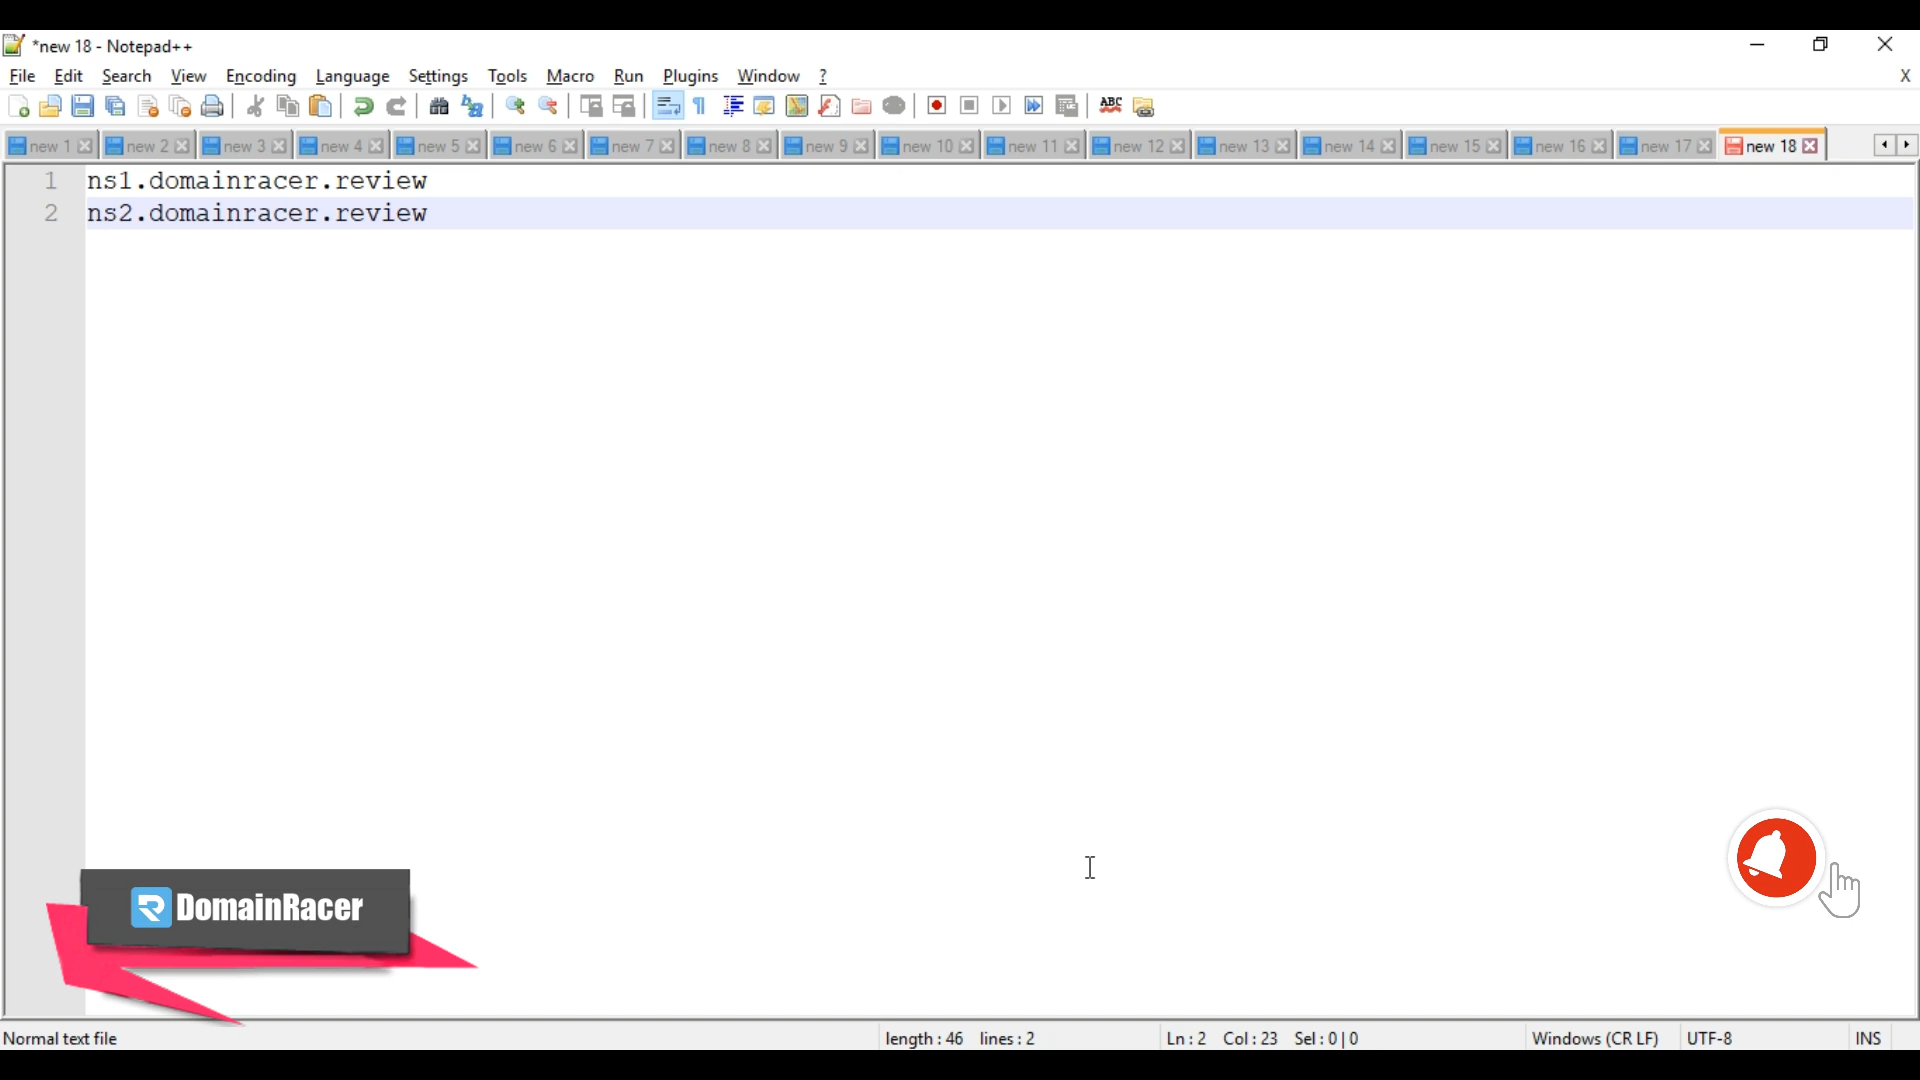 *new 18 - Notepad++
File Edit Search View Encoding Language Settings Tools Macro Run Plugins Window ? X
ABC
new 1 new 2 new 3 new 4 new 5 new 6 new 7 new 8 new 9 new 10 new 11 new 12 new 13 new 14 new 15 new 16 new 17 new 18
1 ns1.domainracer.review
2 ns2.domainracer.review
DomainRacer
Normal text file length : 46 lines : 2 Ln : 2 Col : 23 Sel : 0 | 0 Windows (CR LF) UTF-8 INS